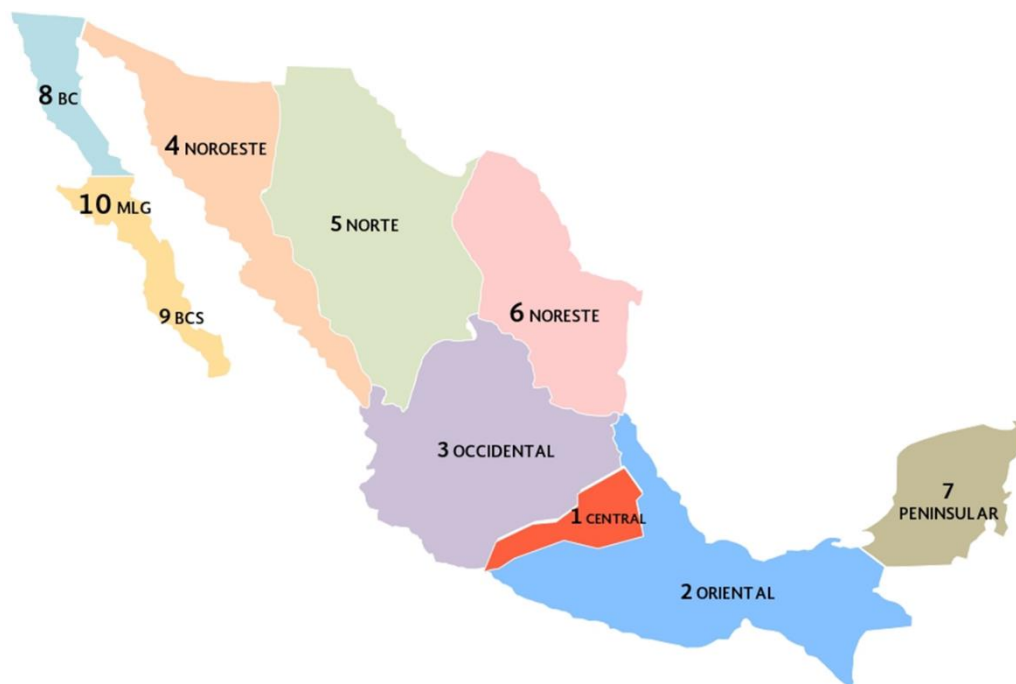 8 BC
4 NOROESTE
10 MLG
5 NORTE
9 BCS
6 NORESTE
3 OCCIDENTAL
7
PENINSULAR
1 CENTRAL
2 ORIENTAL